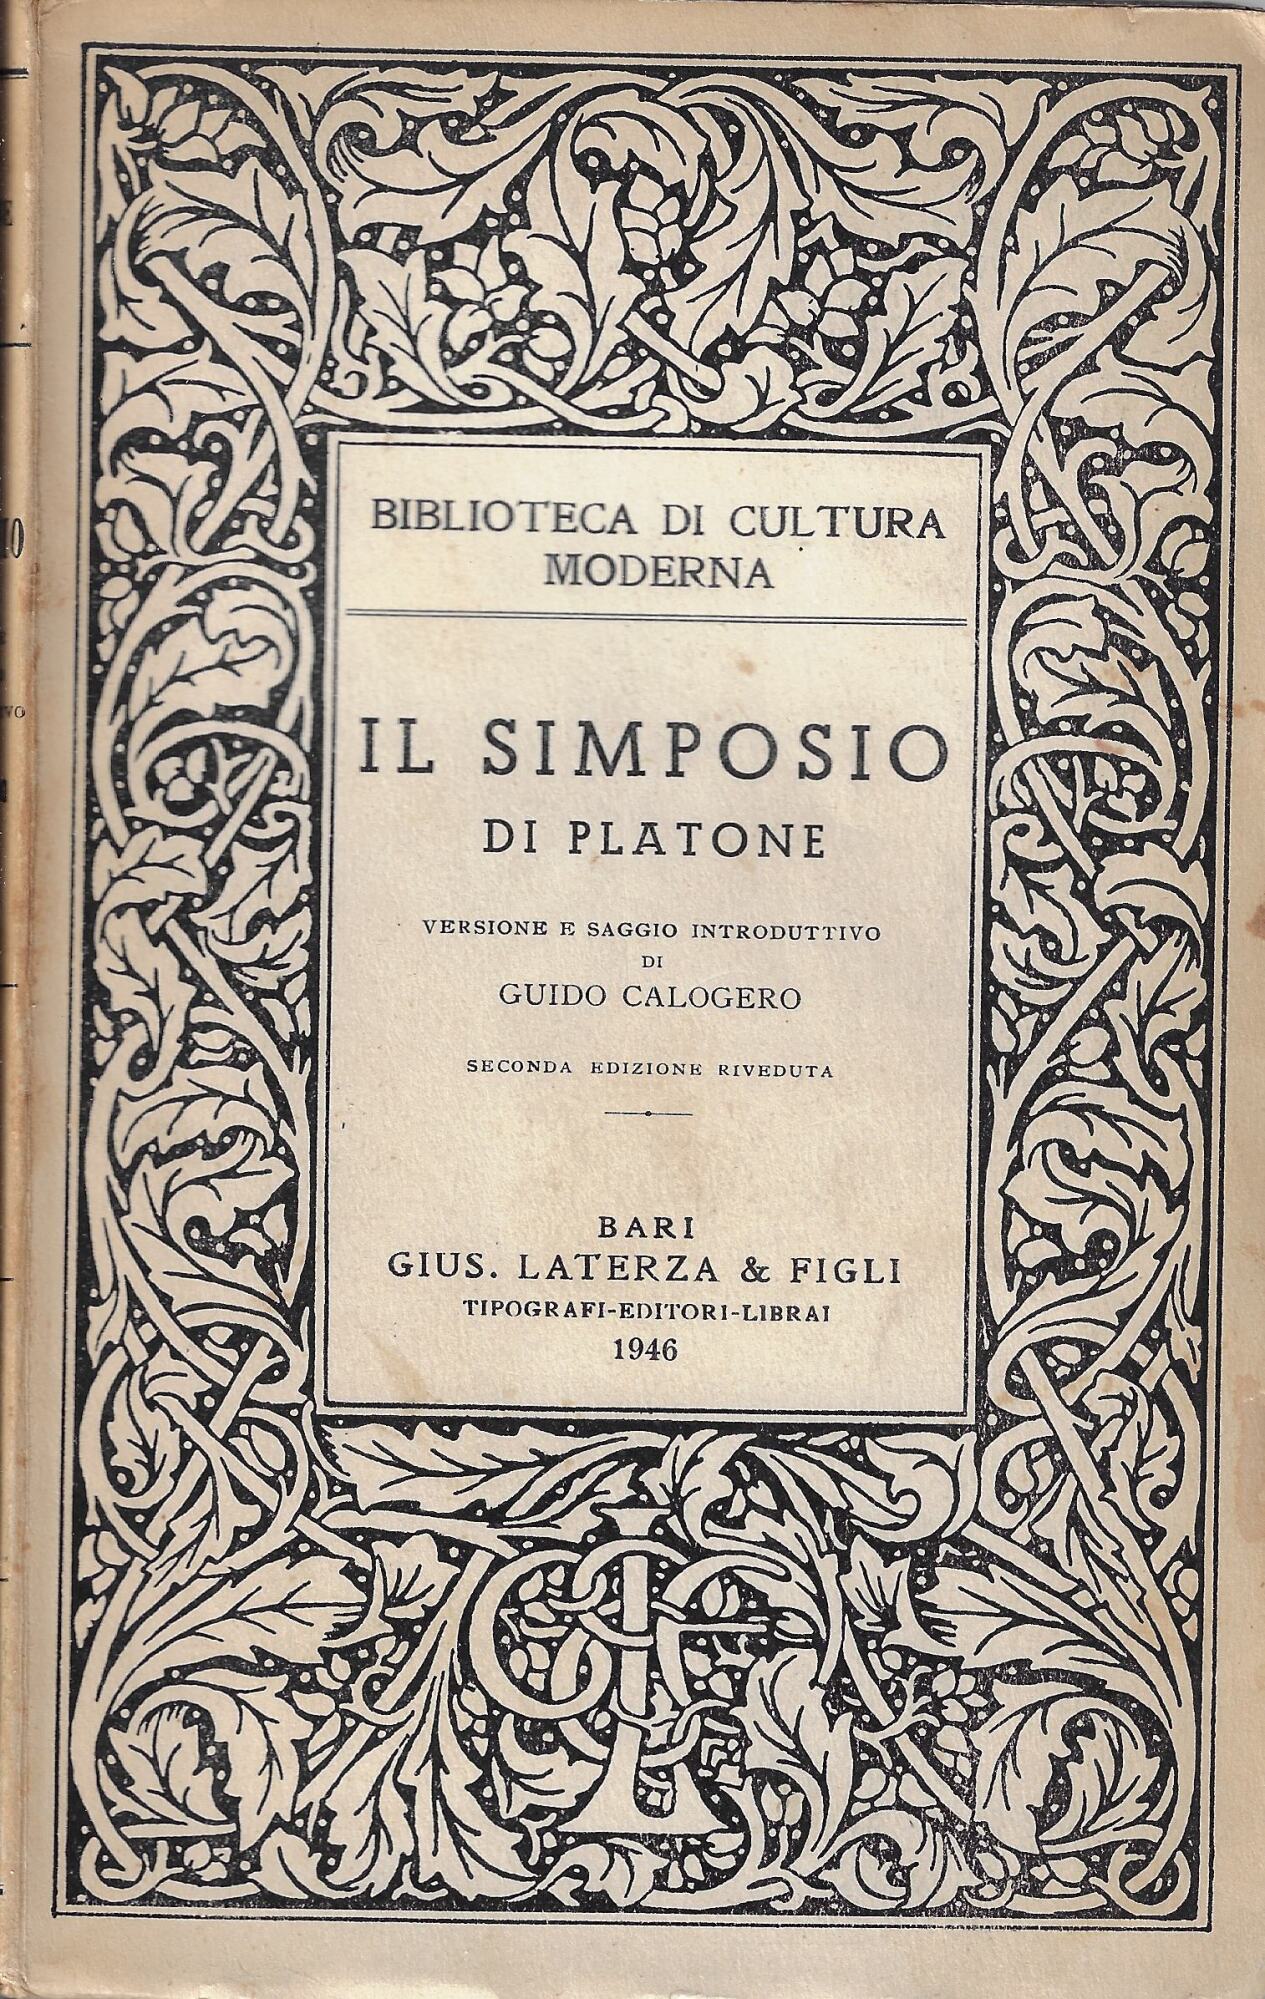 BIBLIOTECA DI CULTURA
MODERNA
IL SIMPOSIO
DI PLATONE
VERSIONE E SAGGIO INTRODUTTIVO
DI
GUIDO CALOGERO
SECONDA EDIZIONE RIVEDUTA
BARI
GIUS. LATERZA & FIGLI
TIPOGRAFI-EDITORI-LIBRAI
1946